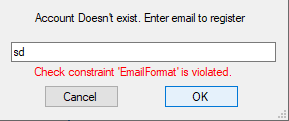 Account Doesn't exist. Enter email to register
sd
Check constraint 'EmailFormat' is violated.
Cancel OK